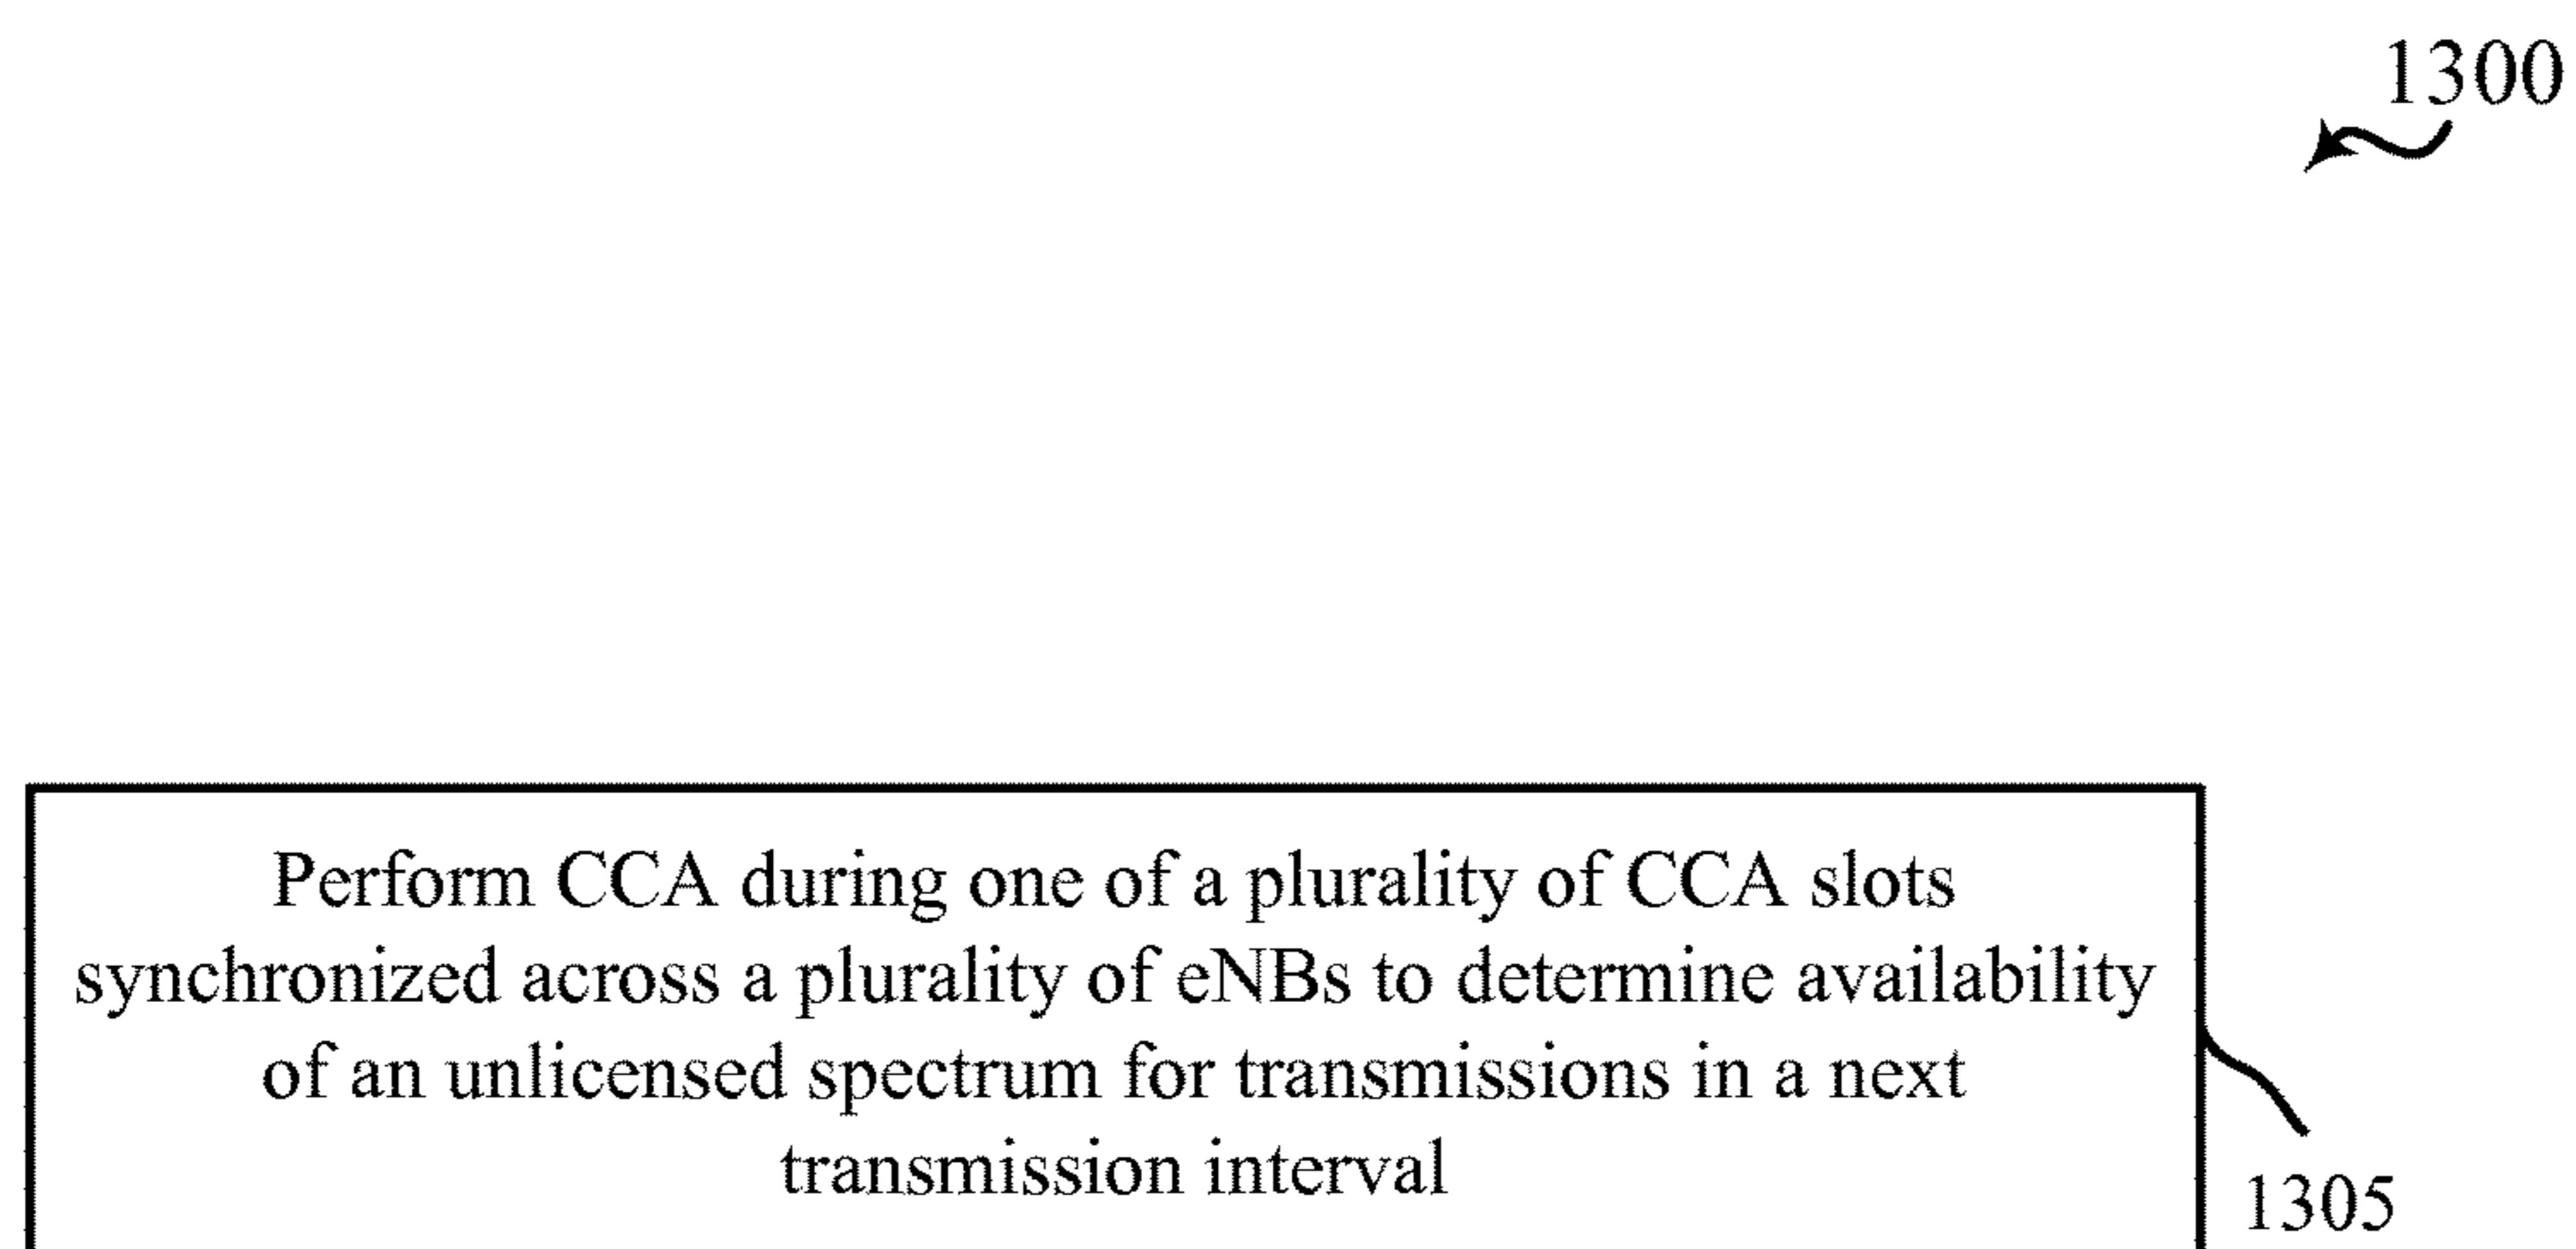 1300
Perform CCA during one of a plurality of CCA slots
synchronized across a plurality of eNBs to determine availability
of an unlicensed spectrum for transmissions in a next
transmission interval
1305